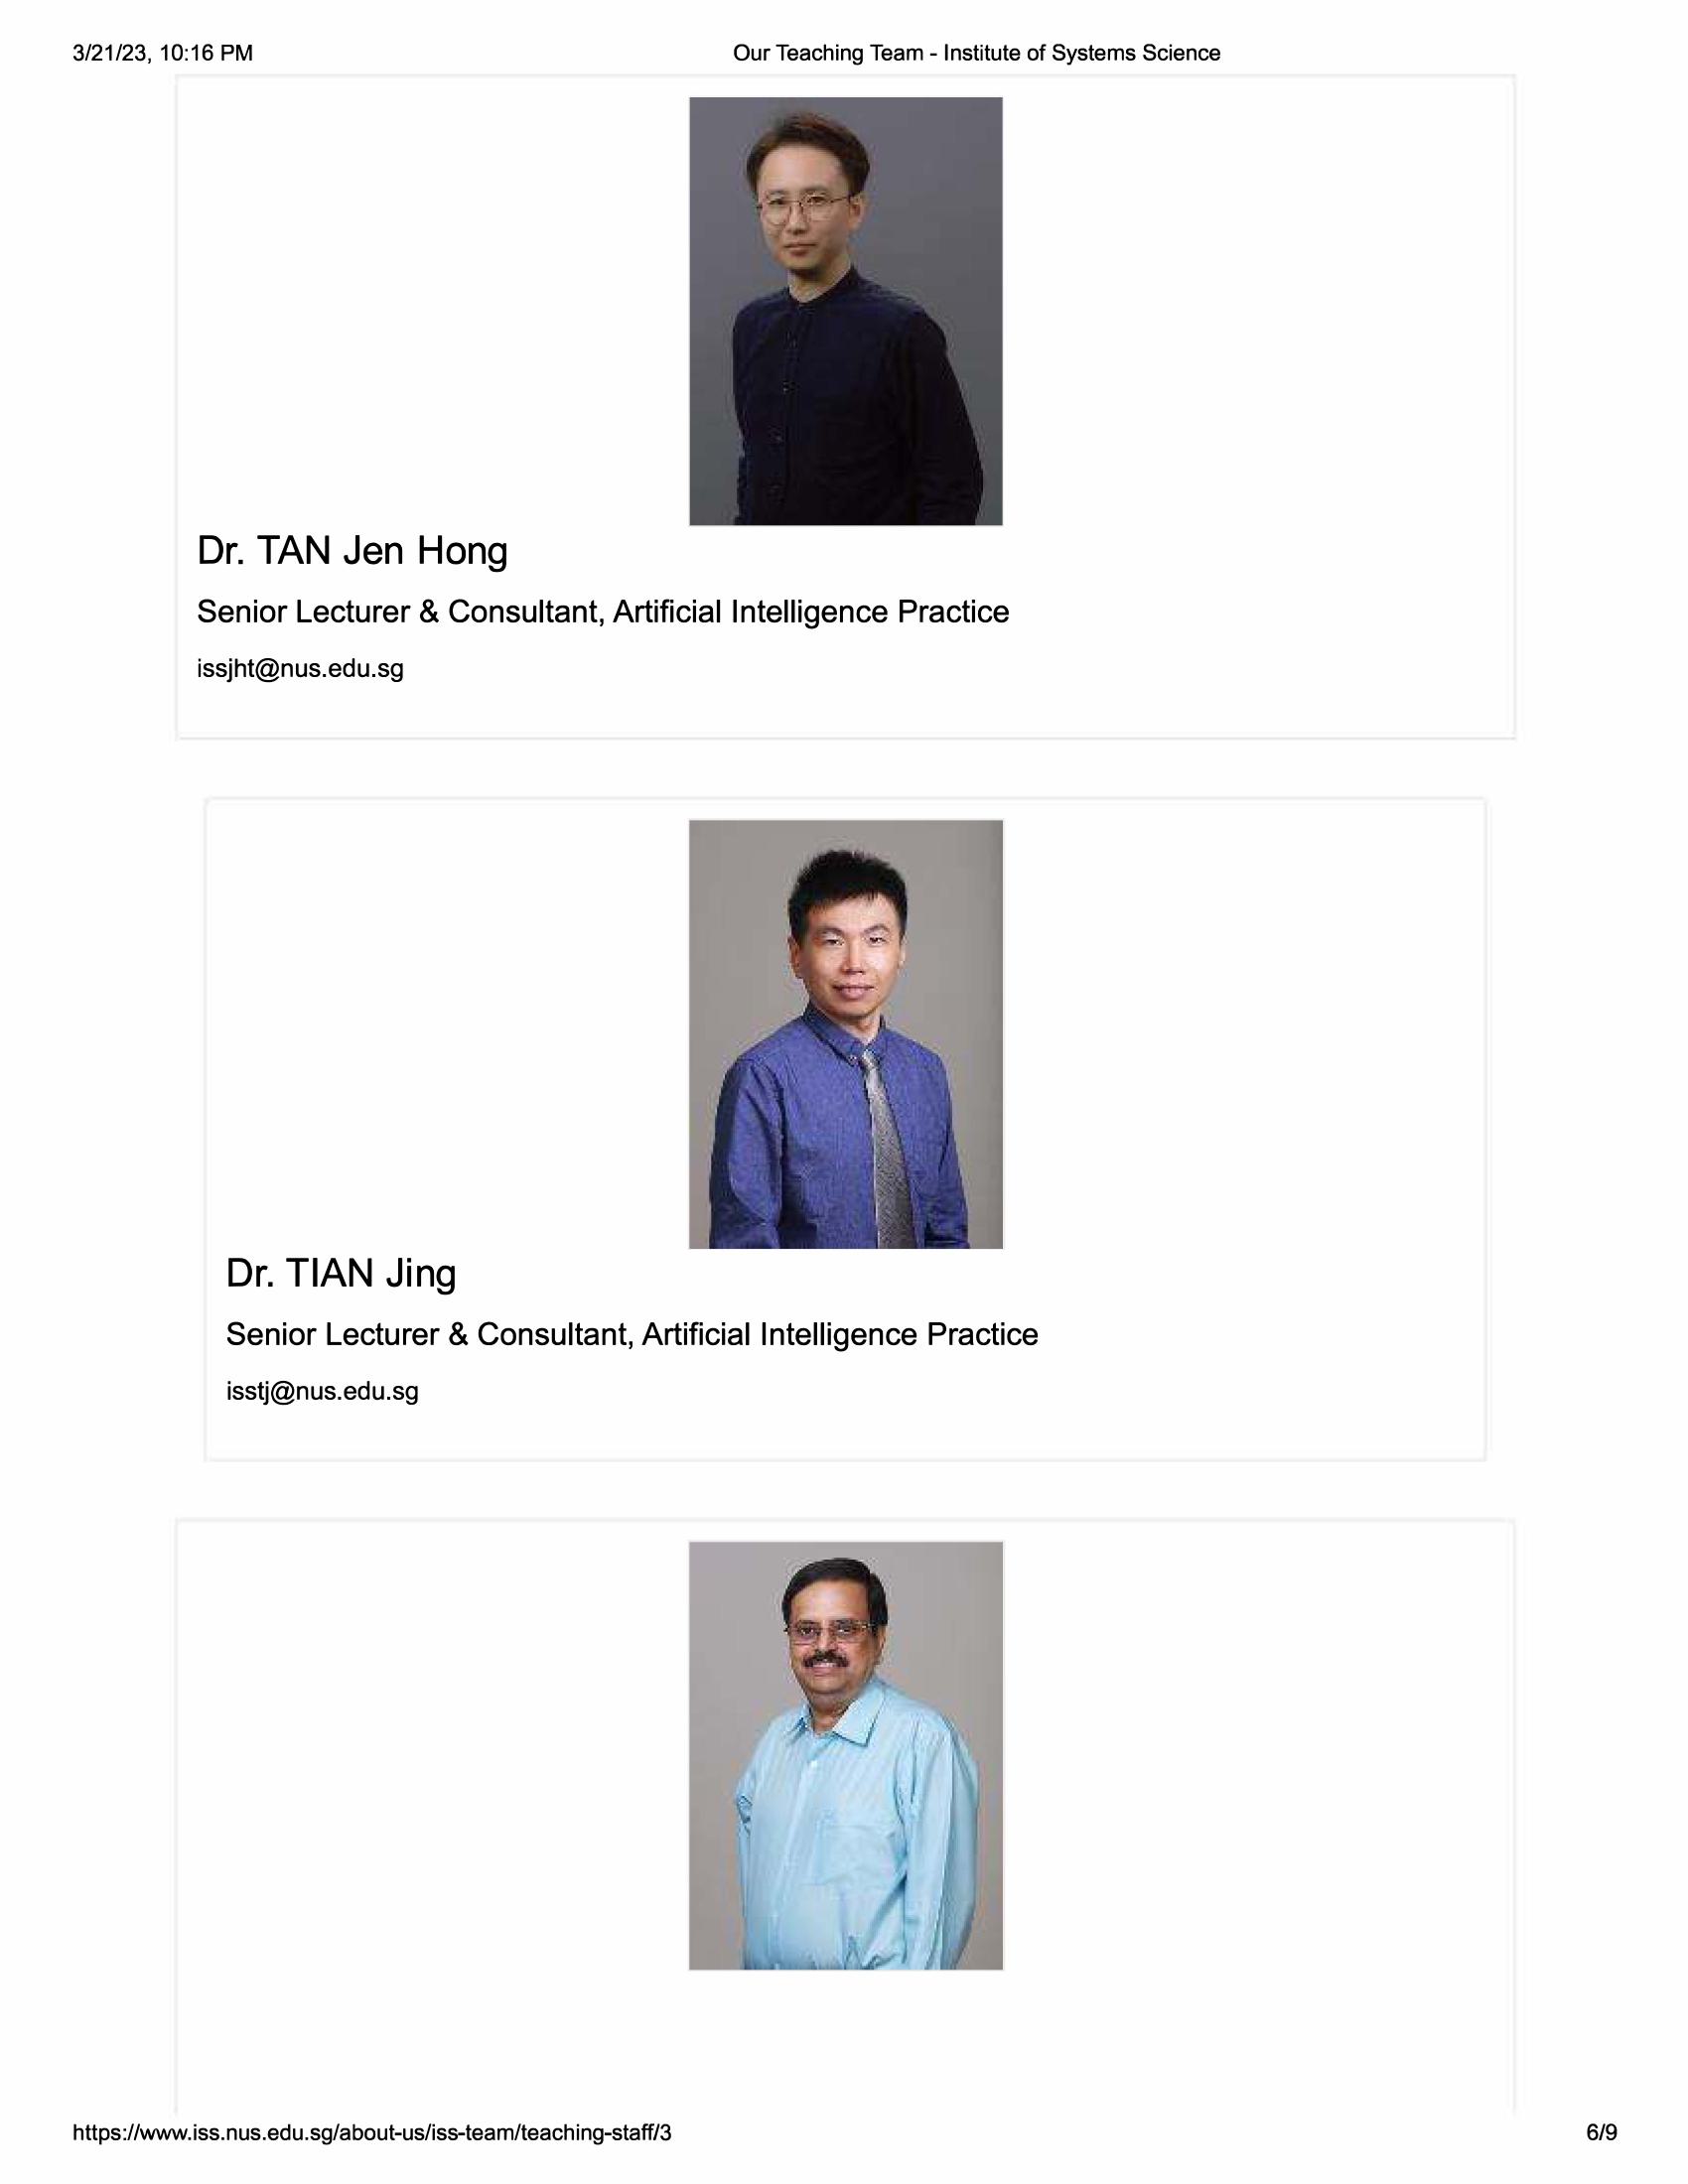 3/21/23, 10:16 PM
Our Teaching Team - Institute of Systems Science
Dr. TAN Jen Hong
Senior Lecturer & Consultant, Artificial Intelligence Practice
issjht@nus.edu.sg
Dr. TIAN Jing
Senior Lecturer & Consultant, Artificial Intelligence Practice
isstj@nus.edu.sg
https://www.iss.nus.edu.sg/about-us/iss-team/teaching-staff/3
6/9